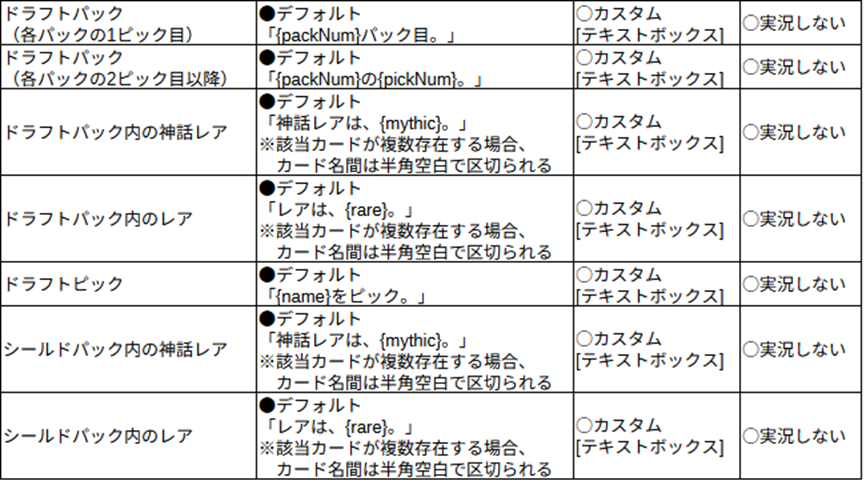 ドラフトパック
（各パックの1ピック目）
●デフォルト
「{packNum}パック目。」
○カスタム
[テキストボックス]
○実況しない
ドラフトパック
（各パックの2ピック目以降）
●デフォルト
「{packNum}の{pickNum}。」
○カスタム
[テキストボックス]
○実況しない
ドラフトパック内の神話レア
●デフォルト
「神話レアは、{mythic}。」
※該当カードが複数存在する場合、
カード名間は半角空白で区切られる
○カスタム
[テキストボックス]
○実況しない
ドラフトパック内のレア
●デフォルト
「レアは、{rare}。」
※該当カードが複数存在する場合、
カード名間は半角空白で区切られる
○カスタム
[テキストボックス]
○実況しない
ドラフトピック
●デフォルト
「{name}をピック。」
○カスタム
[テキストボックス]
○実況しない
シールドパック内の神話レア
●デフォルト
「神話レアは、{mythic}。」
※該当カードが複数存在する場合、
カード名間は半角空白で区切られる
○カスタム
[テキストボックス]
○実況しない
シールドパック内のレア
●デフォルト
「レアは、{rare}。」
※該当カードが複数存在する場合、
カード名間は半角空白で区切られる
○カスタム
[テキストボックス]
○実況しない